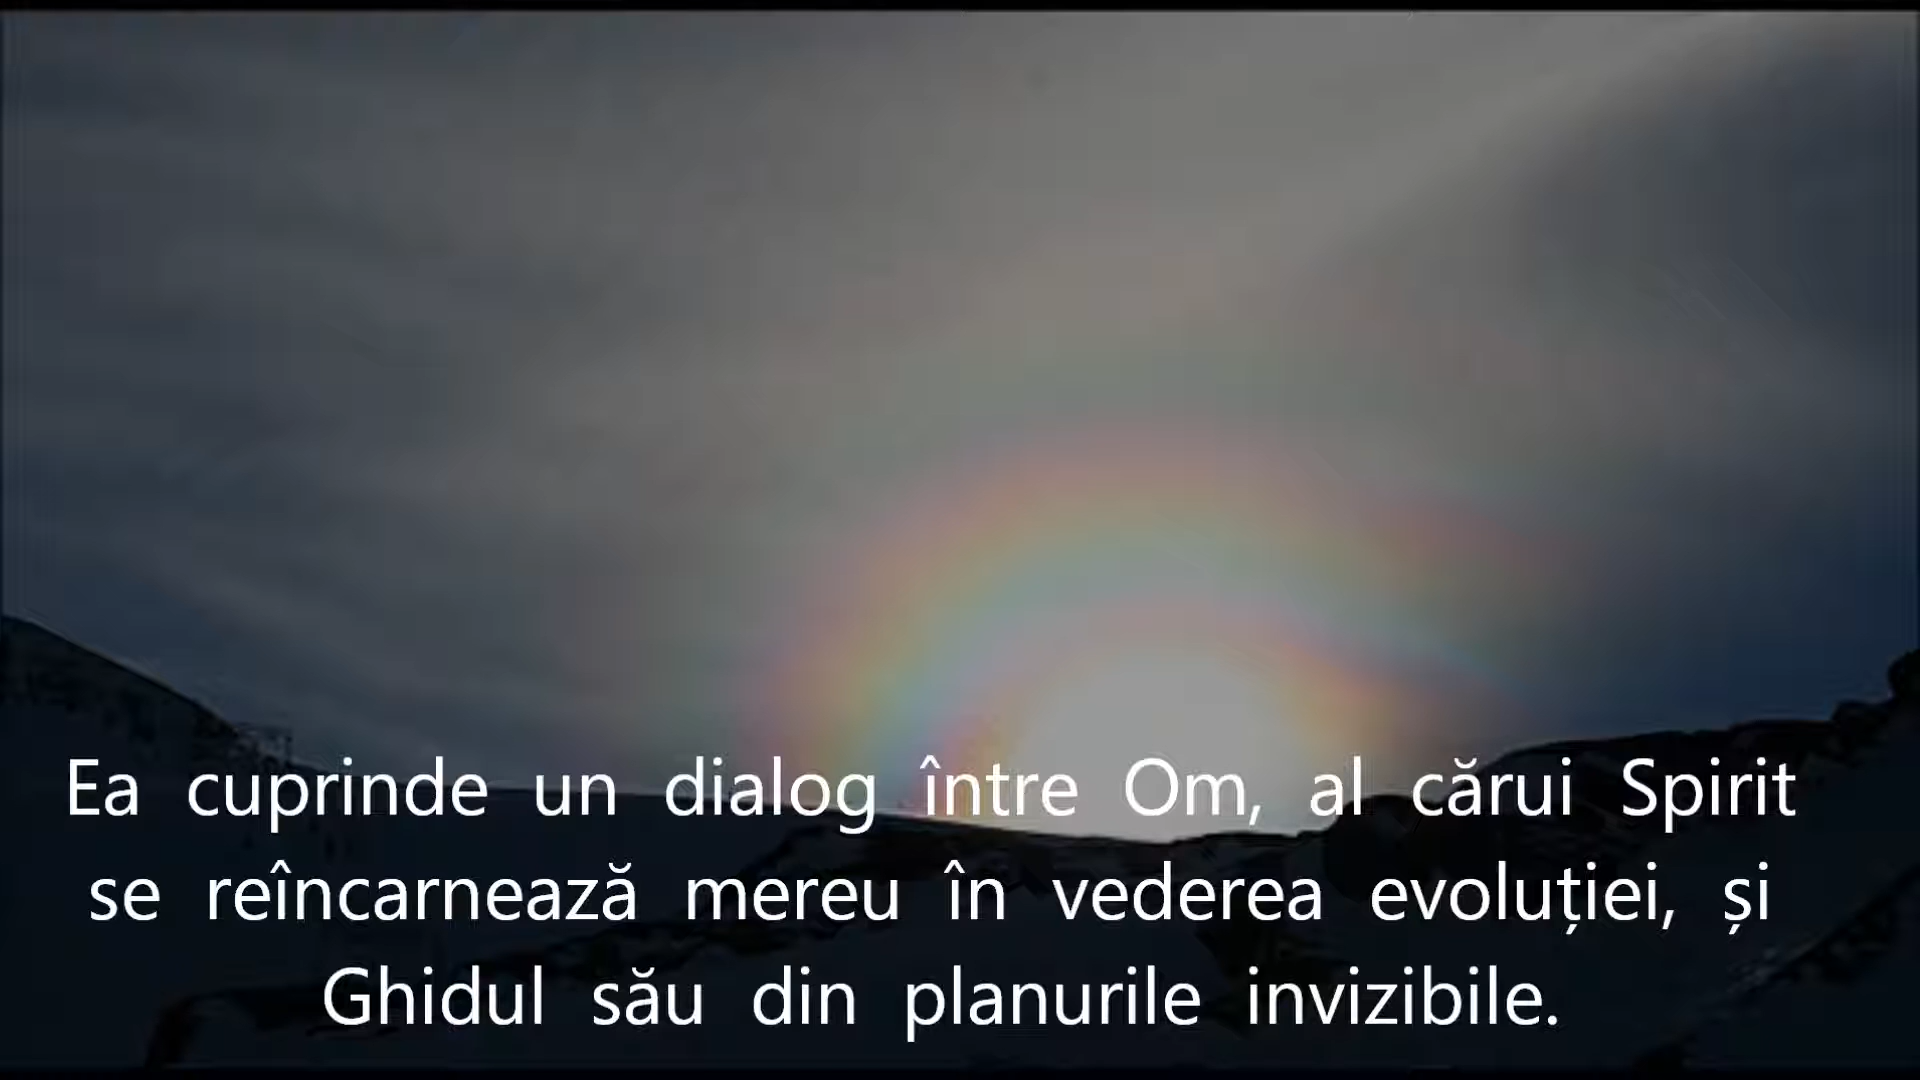 Ea cuprinde un dialog între Om, al cărui Spirit
se reîncarnează mereu în vederea evoluției, și
Ghidul său din planurile invizibile.